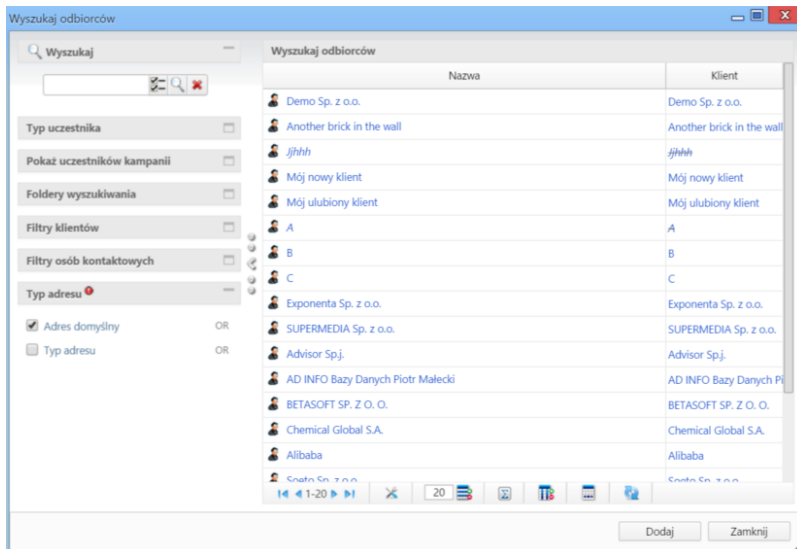 Wyszukaj odbiorców
Wyszukaj
Typ uczestnika
Pokaż uczestników kampanii
Foldery wyszukiwania
Filtry klientów
Filtry osób kontaktowych
Typ adresu
Adres domyślny OR
Typ adresu OR
Wyszukaj odbiorców
Nazwa Klient
Demo Sp. z o.o. Demo Sp. z o.o.
Another brick in the wall Another brick in the wall
Jjhhh Jjhhh
Mój nowy klient Mój nowy klient
Mój ulubiony klient Mój ulubiony klient
A A
B B
C C
Exponenta Sp. z o.o. Exponenta Sp. z o.o.
SUPERMEDIA Sp. z o.o. SUPERMEDIA Sp. z o.o.
Advisor Sp.j. Advisor Sp.j.
AD INFO Bazy Danych Piotr Małecki AD INFO Bazy Danych Pi
BETASOFT SP. Z O. O. BETASOFT SP. Z O. O.
Chemical Global S.A. Chemical Global S.A.
Alibaba Alibaba
Sp. z o.o. Sp. z o.o.
1-20 20
Dodaj Zamknij